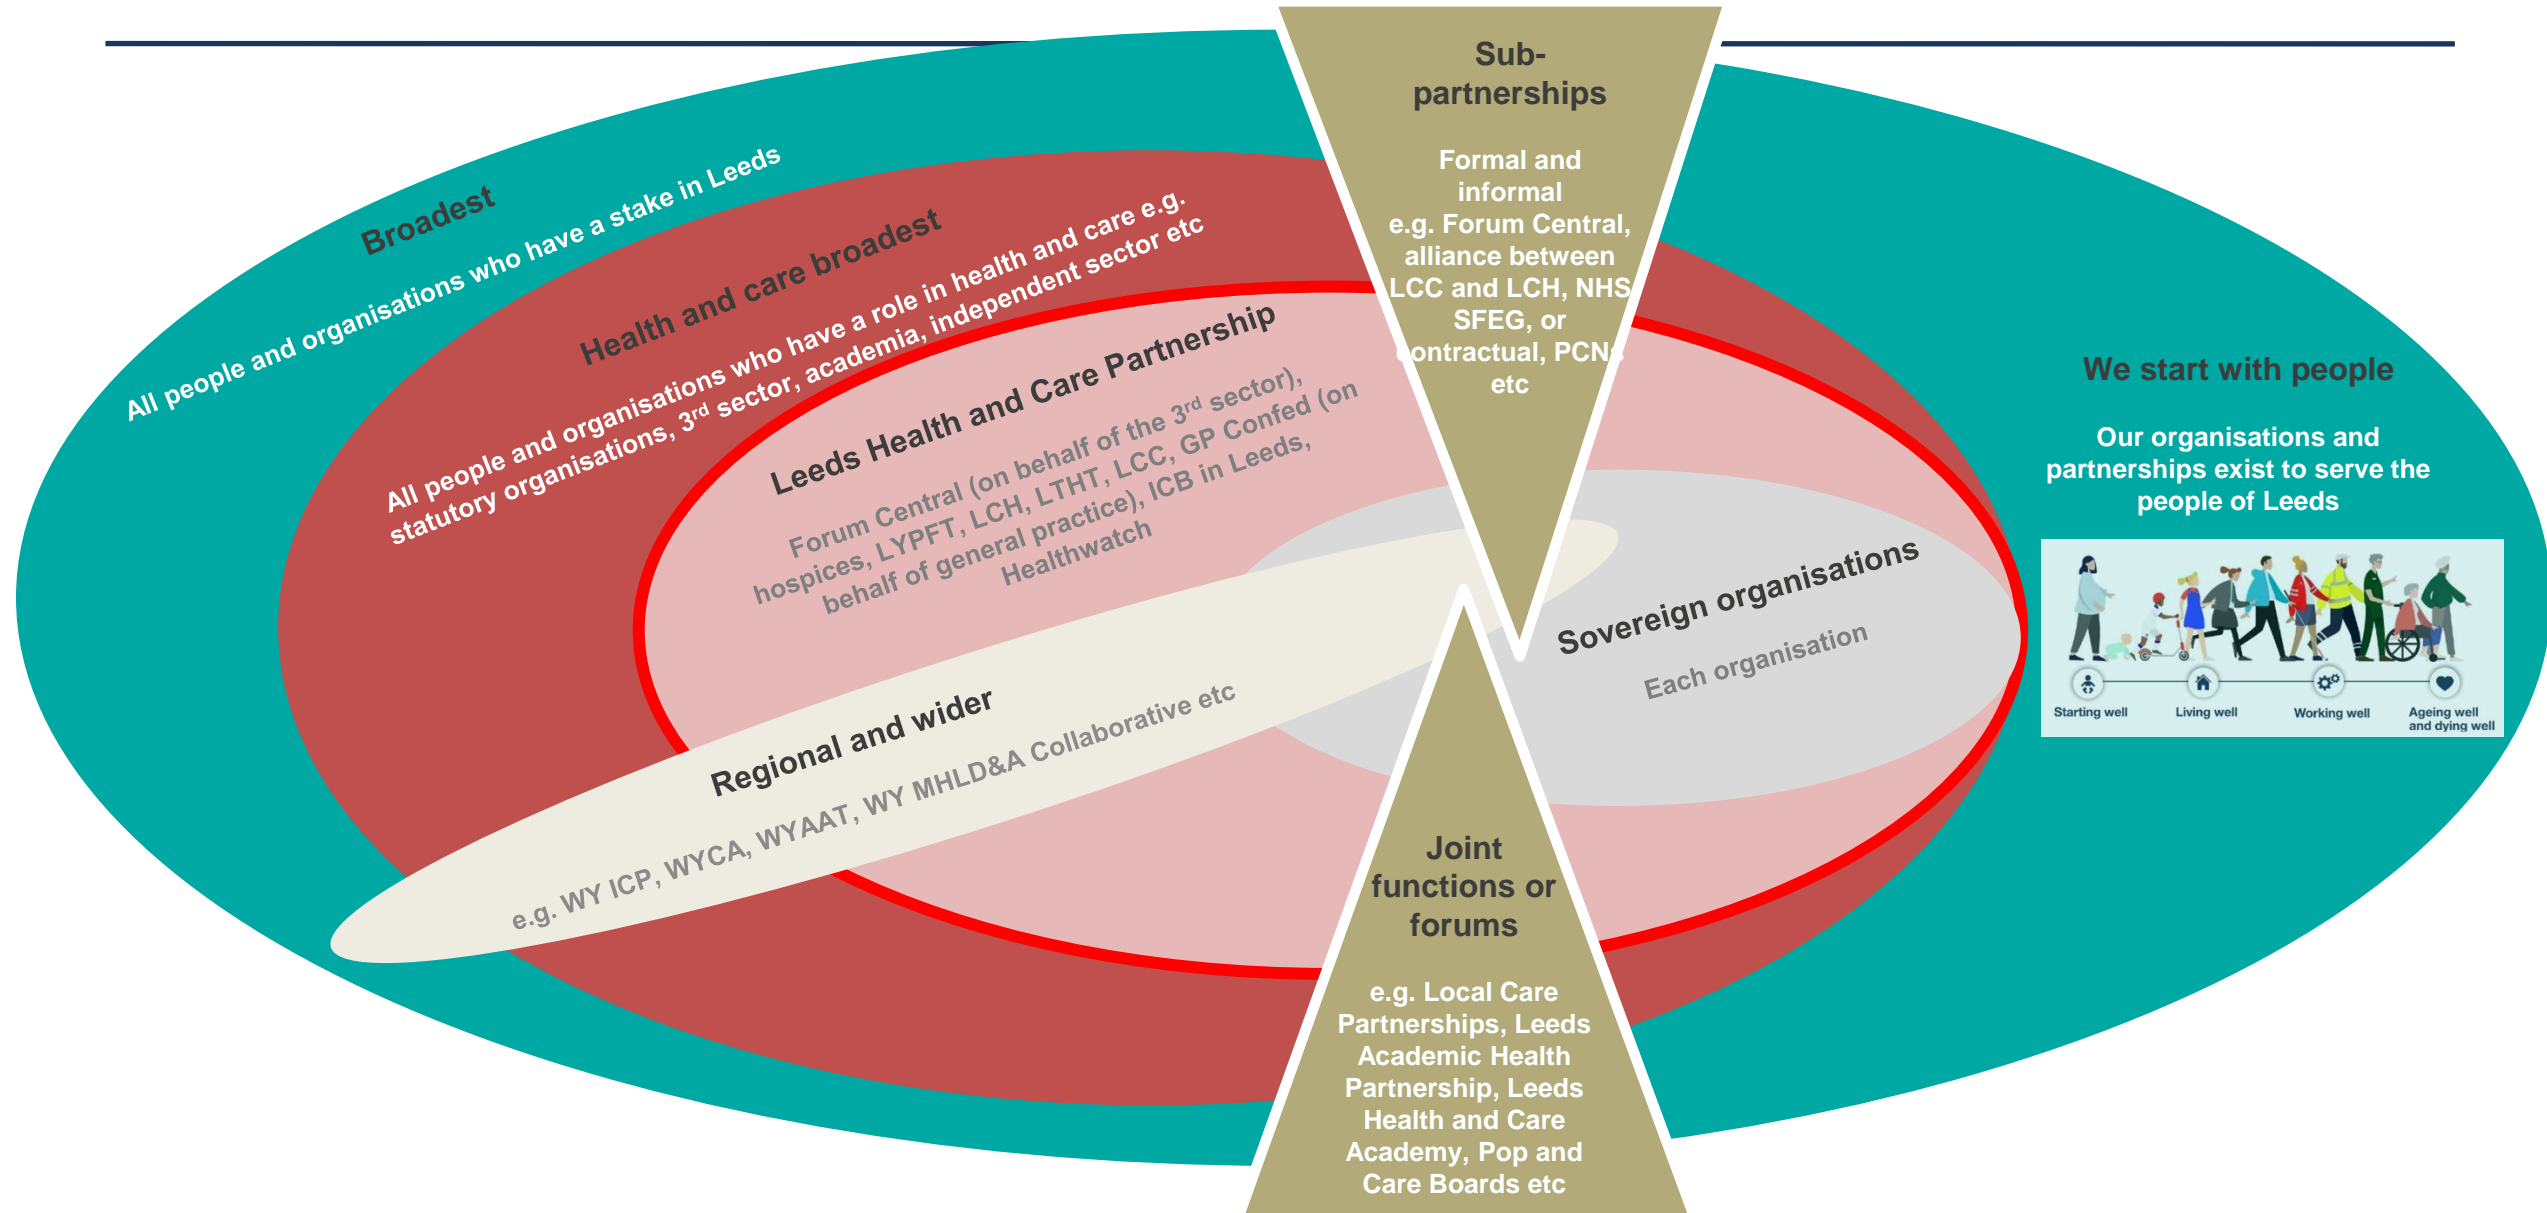 Sub-
partnerships
Formal and
informal
e.g. Forum Central,
alliance between
LCC and LCH, NHS
SFEG, or
contractual, PCNs
etc
Broadest
All people and organisations who have a stake in Leeds
Health and care broadest
All people and organisations who have a role in health and care e.g.
statutory organisations, 3rd sector, academia, independent sector etc
Leeds Health and Care Partnership
Forum Central (on behalf of the 3rd sector),
hospices, LYPFT, LCH, LTHT, LCC, GP Confed (on
behalf of general practice), ICB in Leeds,
Healthwatch
Regional and wider
e.g. WY ICP, WYCA, WYAAT, WY MHLD&A Collaborative etc
Sovereign organisations
Each organisation
Joint
functions or
forums
e.g. Local Care
Partnerships, Leeds
Academic Health
Partnership, Leeds
Health and Care
Academy, Pop and
Care Boards etc
We start with people
Our organisations and
partnerships exist to serve the
people of Leeds
Starting well
Living well
Working well
Ageing well
and dying well